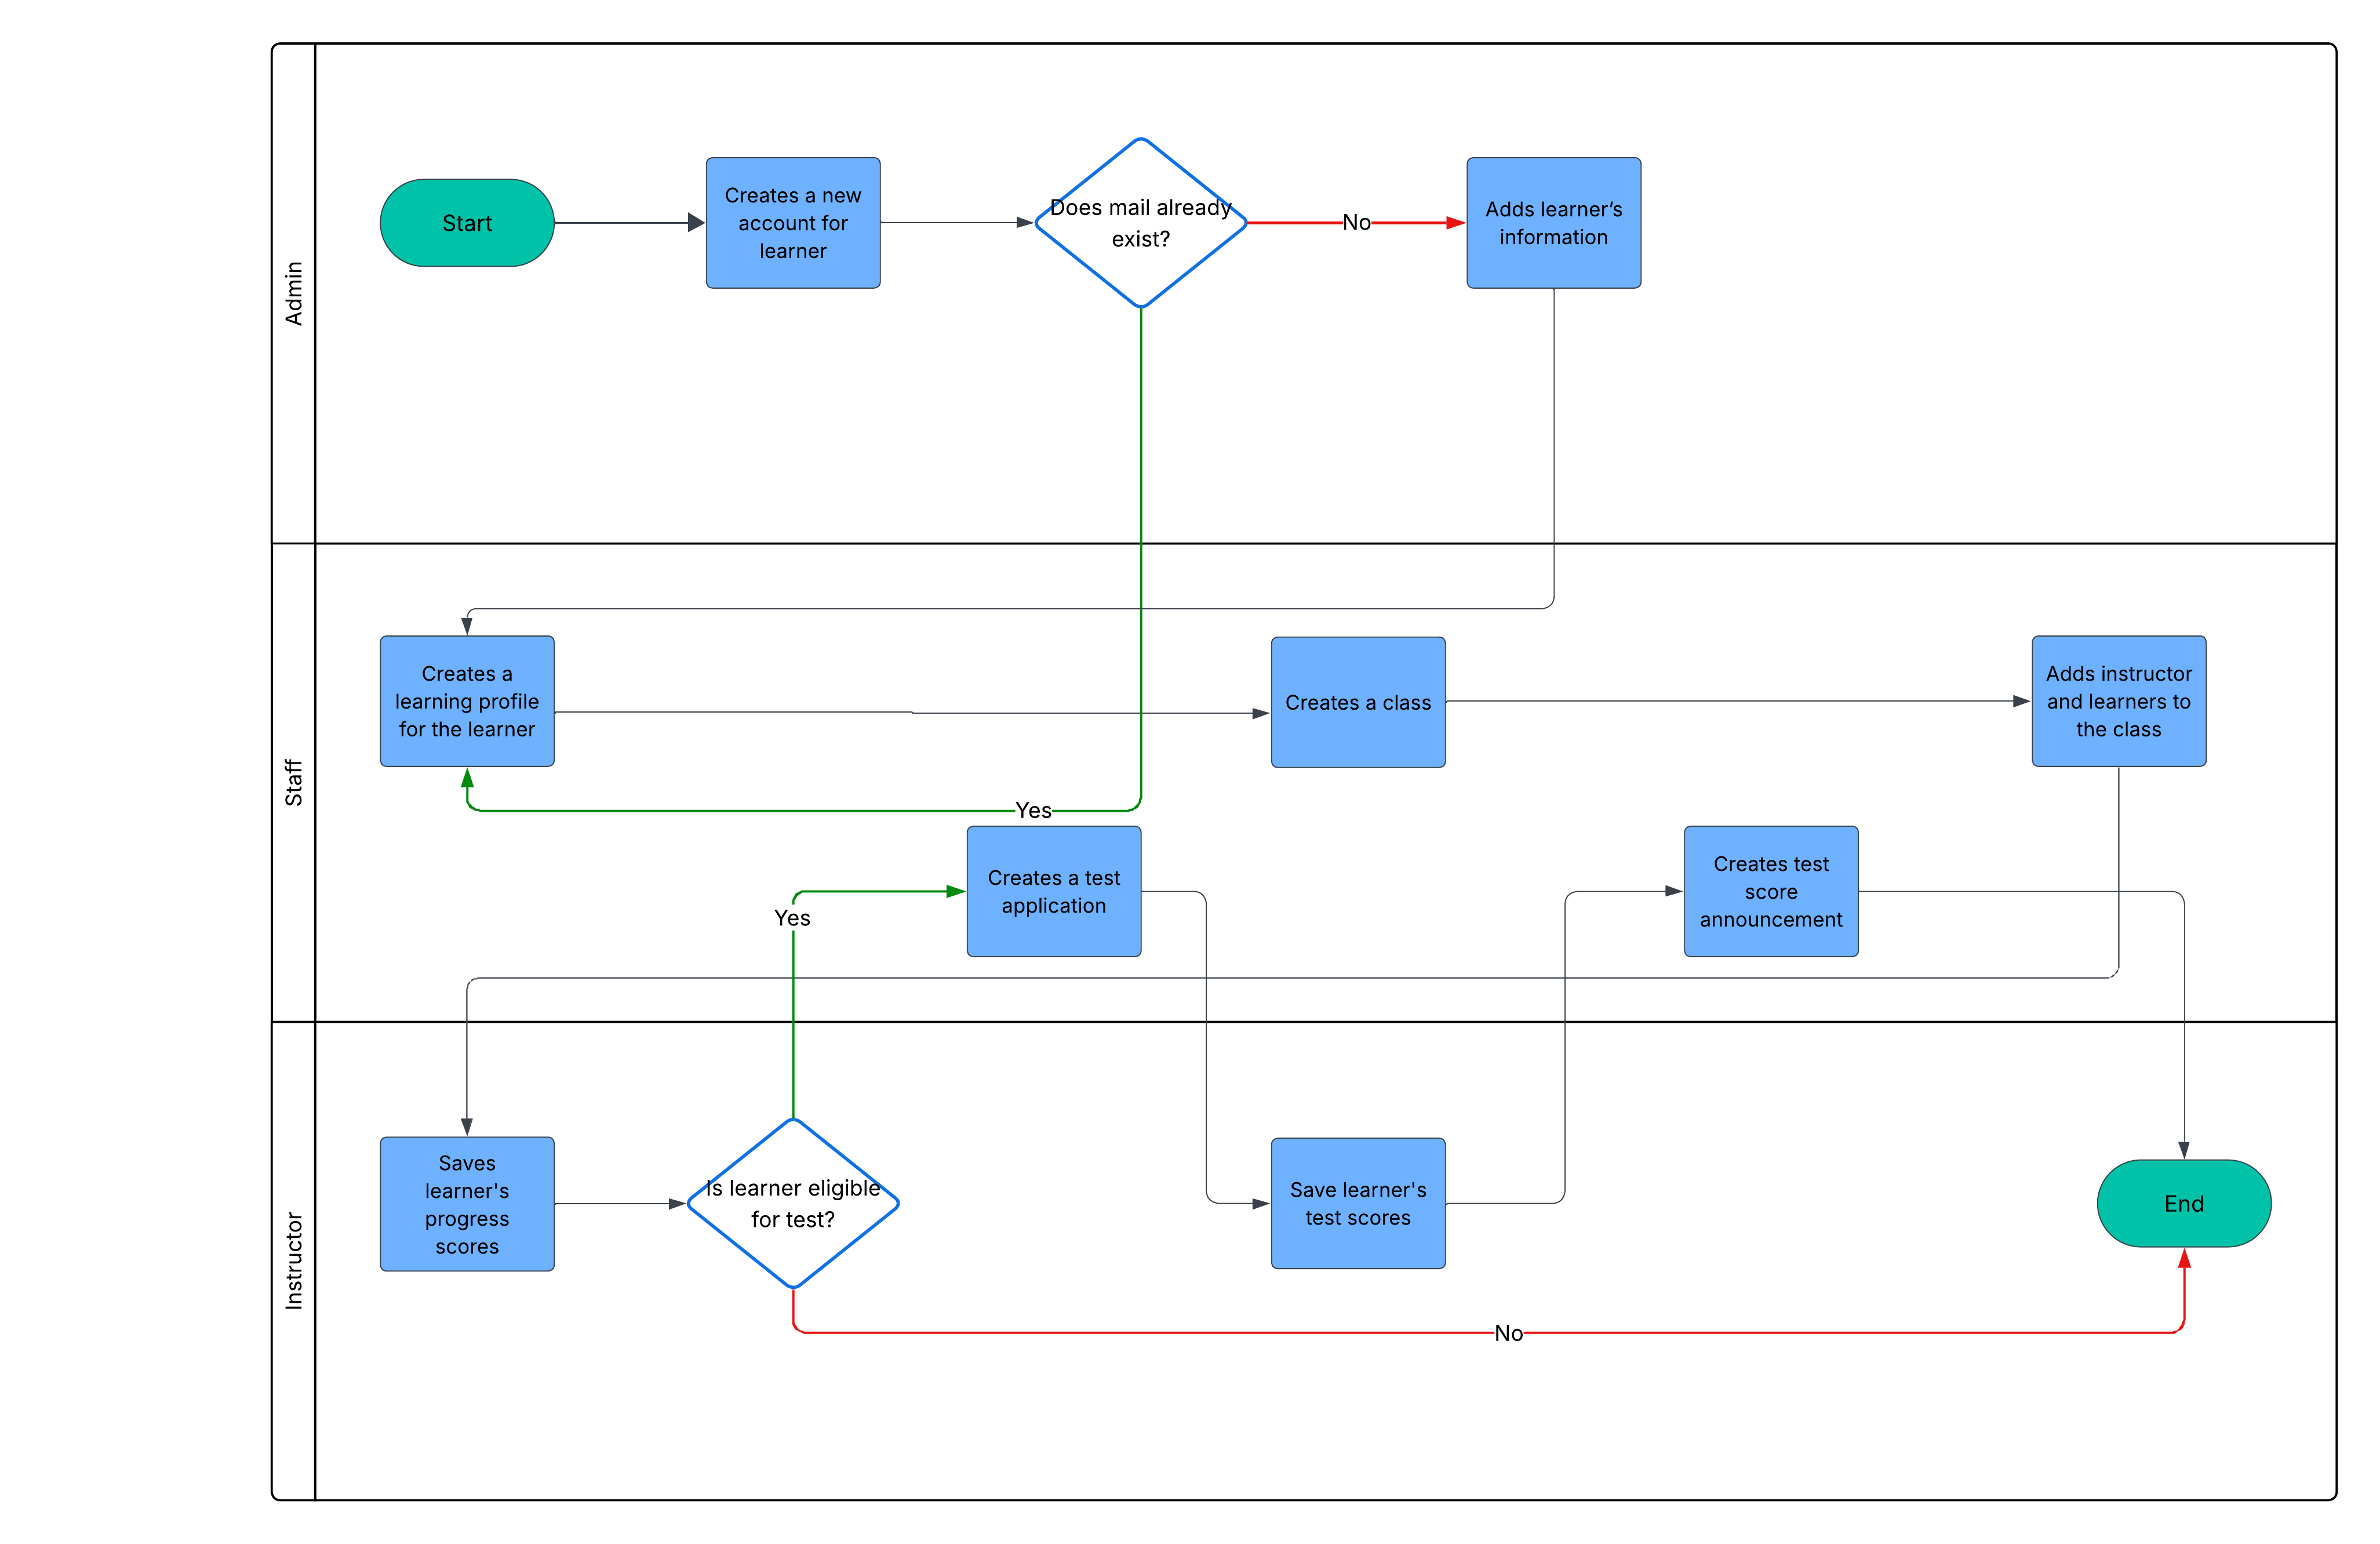 Admin
Start
Creates a new
account for
learner
Does mail already
exist?
No
Adds learner’s
information
Staff
Creates a
learning profile
for the learner
Creates a class
Adds instructor
and learners to
the class
Yes
Yes
Creates a test
application
Creates test
score
announcement
Instructor
Saves
learner's
progress
scores
Is learner eligible
for test?
Save learner's
test scores
End
No